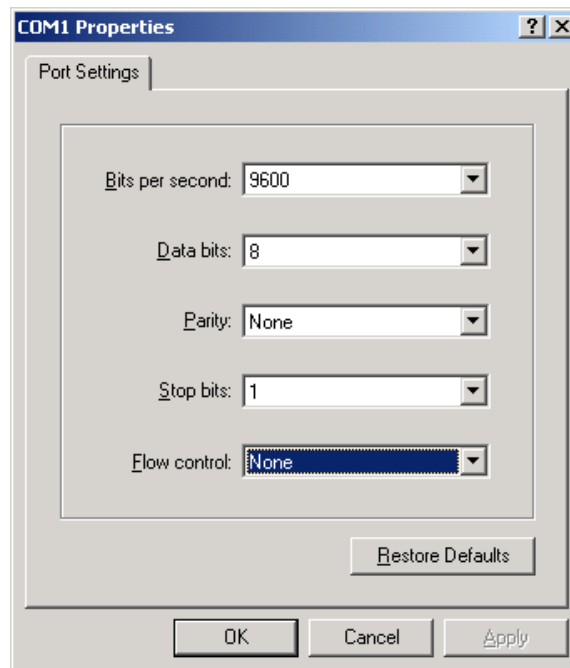 COM1 Properties
Port Settings
Bits per second: 9600
Data bits: 8
Parity: None
Stop bits: 1
Flow control: None
Restore Defaults
OK Cancel Apply